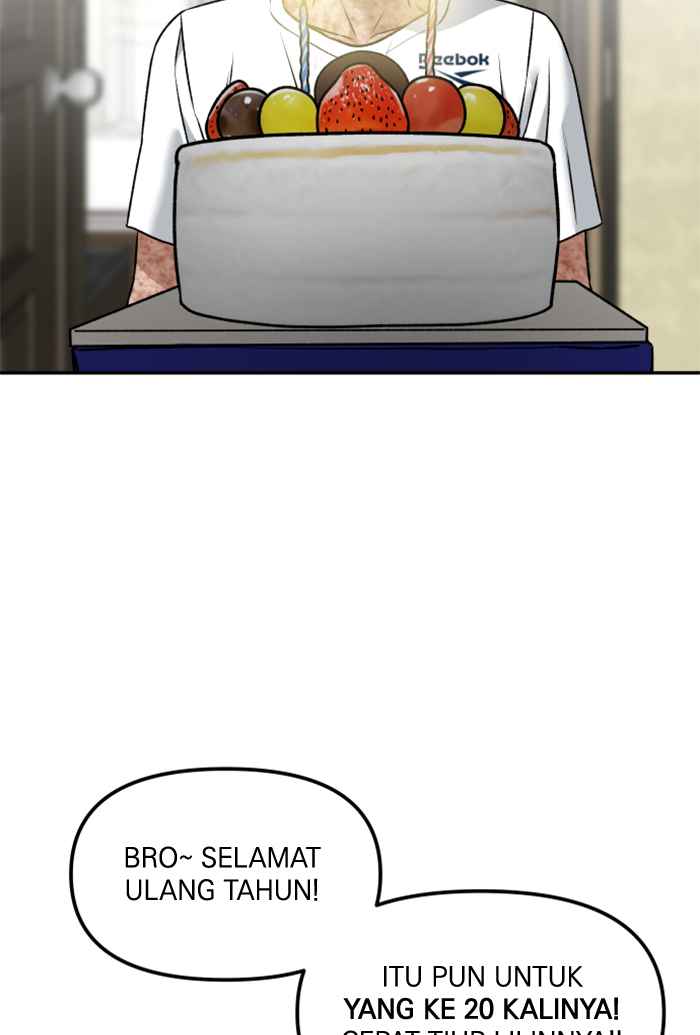 Reebok
BRO~ SELAMAT
ULANG TAHUN!
ITU PUN UNTUK
YANG KE 20 KALINYA!